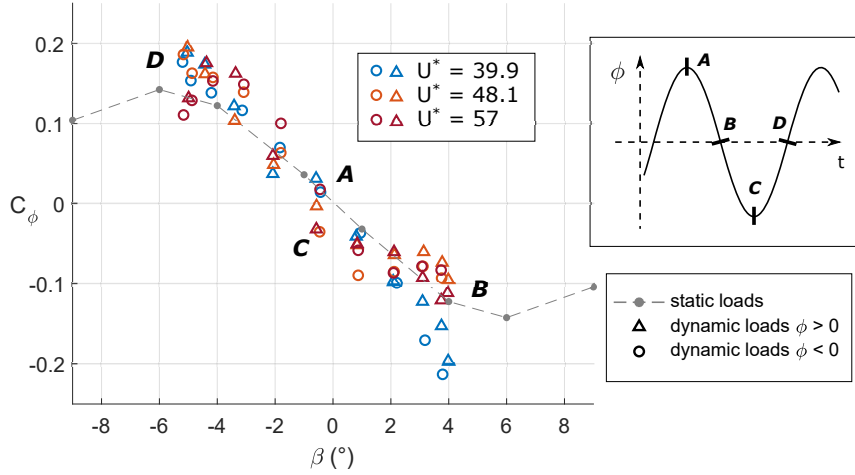 0.2
0.1
0
-0.1
-0.2
C_ϕ
-8 -6 -4 -2 0 2 4 6 8
β (°)
D
A
C
B
U* = 39.9
U* = 48.1
U* = 57
ϕ
A
B
D
C
t
static loads
dynamic loads ϕ > 0
dynamic loads ϕ < 0